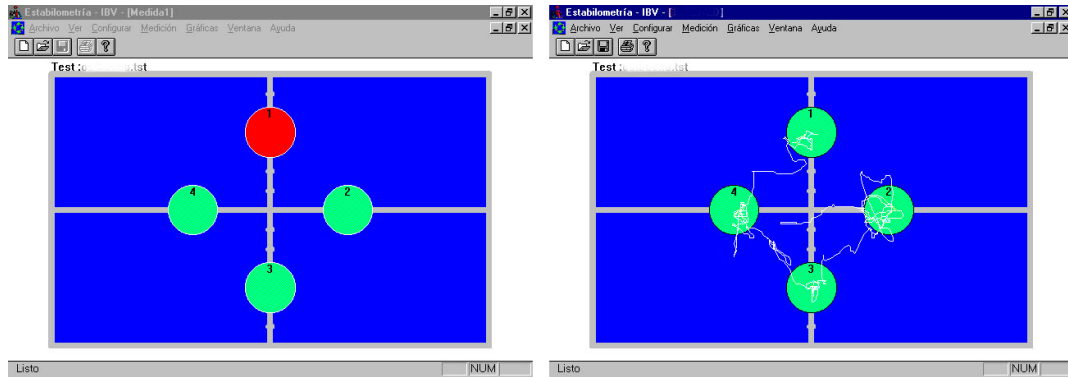 Estabilometría - IBV - [Medida1]
Archivo Ver Configurar Medición Gráficas Ventana Ayuda
Test :
.tst
1
4
2
3
Listo
NUM
Estabilometría - IBV - [
Archivo Ver Configurar Medición Gráficas Ventana Ayuda
Test :
.tst
1
4
2
3
Listo
NUM